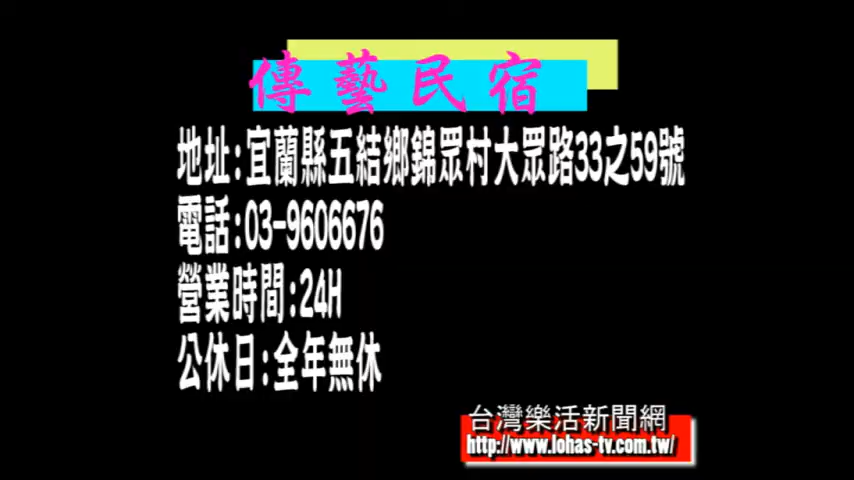 傳藝民宿
地址:宜蘭縣五結鄉錦眾村大眾路33之59號
電話:03-9606676
營業時間:24H
公休日:全年無休
台灣樂活新聞網
http://www.lohas-tv.com.tw/